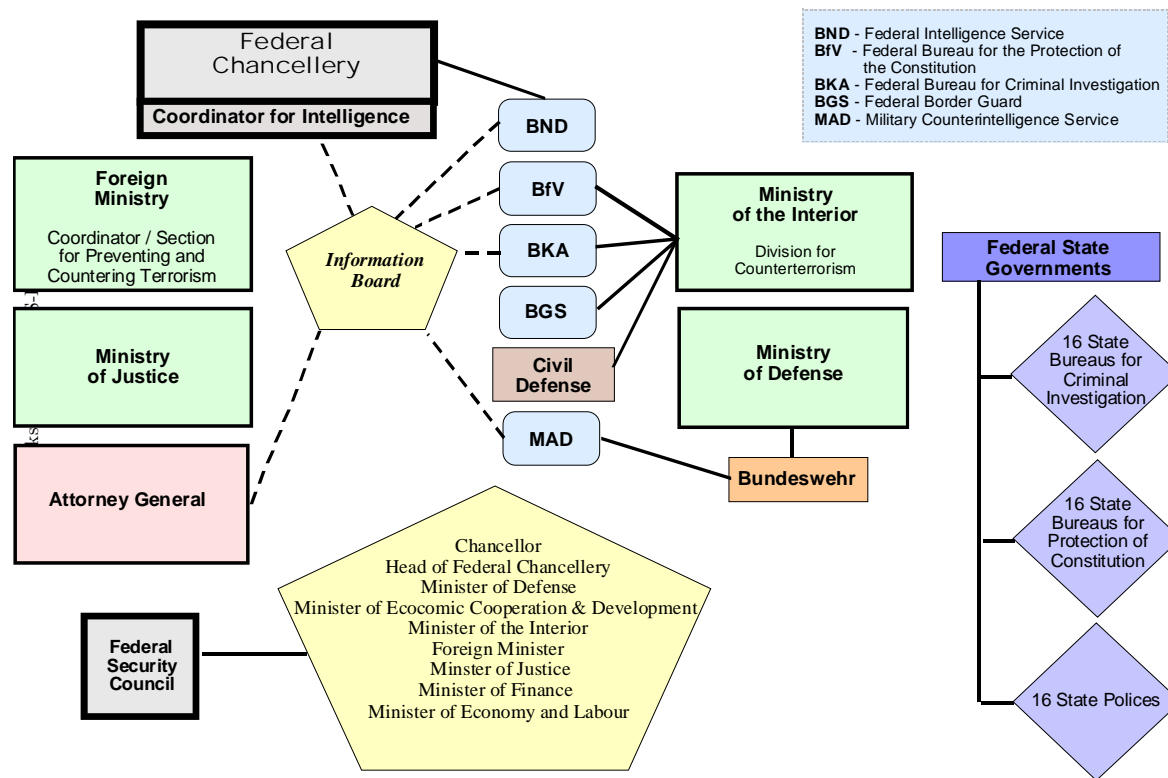 Federal
Chancellery
Coordinator for Intelligence
BND - Federal Intelligence Service
BfV - Federal Bureau for the Protection of
the Constitution
BKA - Federal Bureau for Criminal Investigation
BGS - Federal Border Guard
MAD - Military Counterintelligence Service
Foreign
Ministry
Coordinator / Section
for Preventing and
Countering Terrorism
Ministry
of Justice
Attorney General
Information
Board
BND
BfV
BKA
BGS
Civil
Defense
MAD
Ministry
of the Interior
Division for
Counterterrorism
Ministry
of Defense
Bundeswehr
Federal State
Governments
16 State
Bureaus for
Criminal
Investigation
16 State
Bureaus for
Protection of
Constitution
16 State Polices
Federal
Security
Council
Chancellor
Head of Federal Chancellery
Minister of Defense
Minister of Ecocomic Cooperation & Development
Minister of the Interior
Foreign Minister
Minster of Justice
Minister of Finance
Minister of Economy and Labour